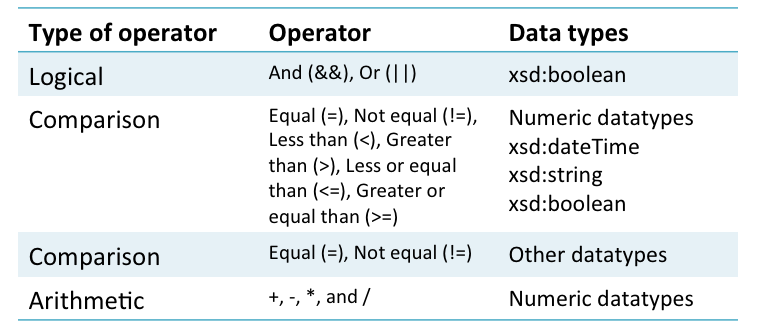 Type of operator Operator Data types
Logical And (&&), Or (||) xsd:boolean
Comparison Equal (=), Not equal (!=), Numeric datatypes
Less than (<), Greater xsd:dateTime
than (>), Less or equal xsd:string
than (<=), Greater or xsd:boolean
equal than (>=)
Comparison Equal (=), Not equal (!=) Other datatypes
Arithmetic +, -, *, and / Numeric datatypes